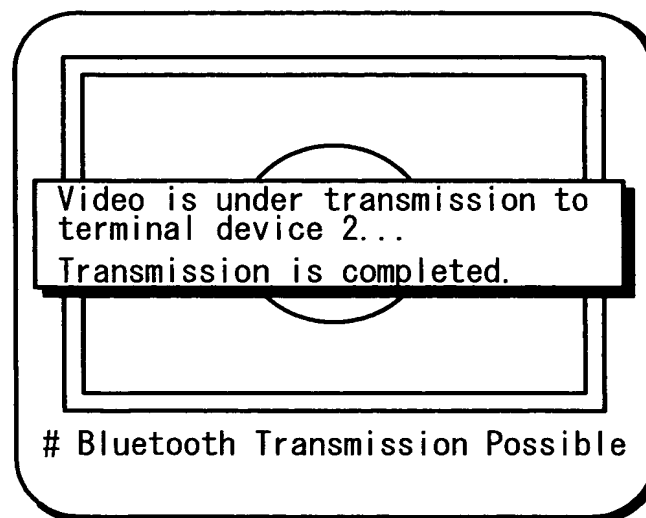 Video is under transmission to
terminal device 2...
Transmission is completed.
# Bluetooth Transmission Possible